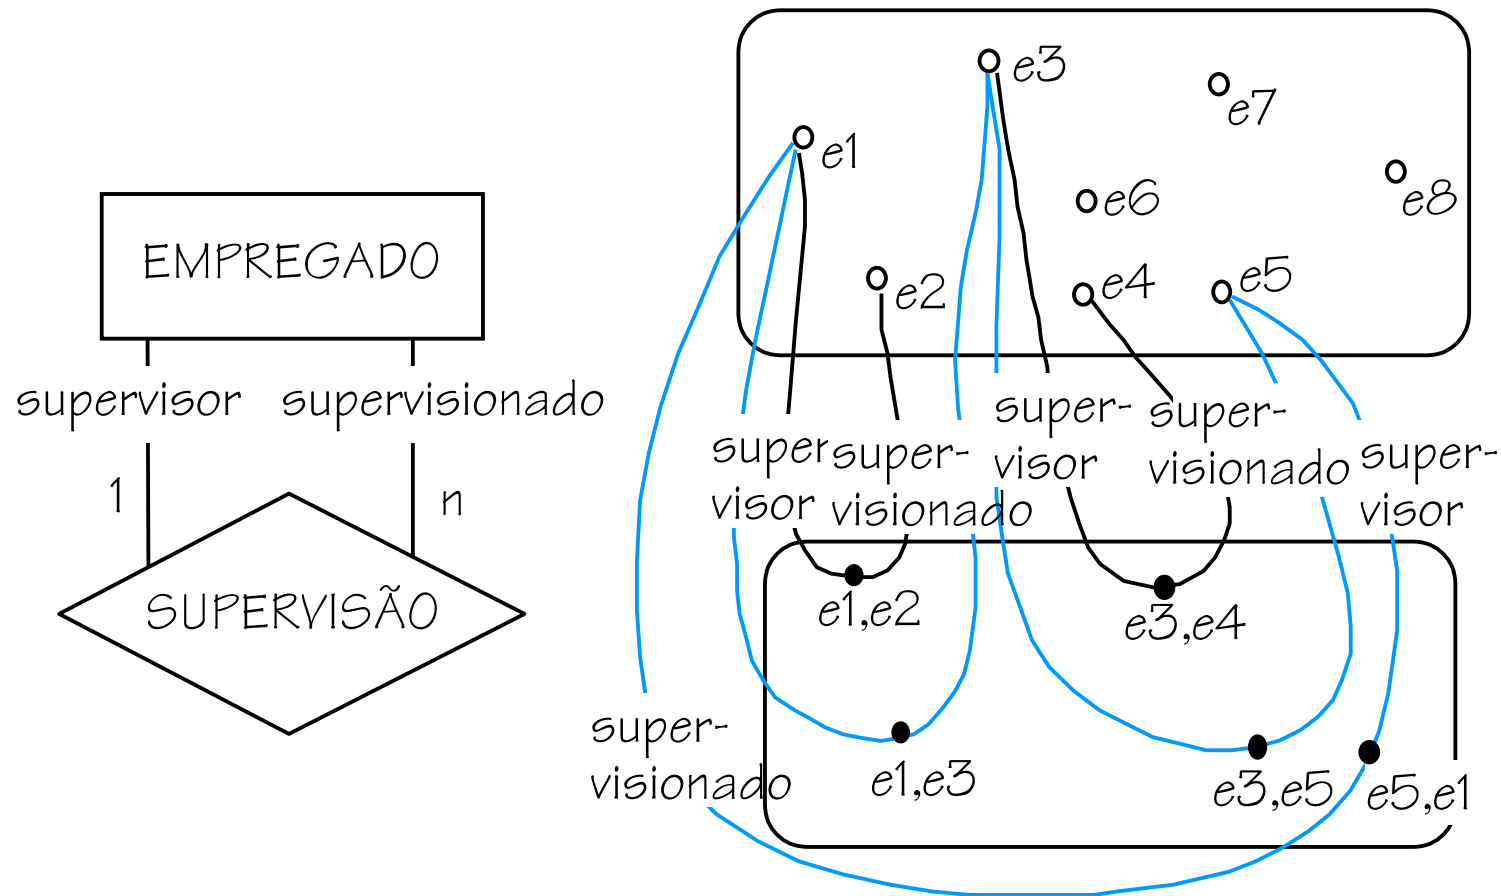 EMPREGADO
supervisor
supervisionado
1
n
SUPERVISÃO
e3
e7
e1
e6
e8
e2
e4
e5
super
visor
super-
visionado
super-
visor
super-
visionado
super-
visor
e1,e2
e3,e4
super-
visionado
e1,e3
e3,e5
e5,e1